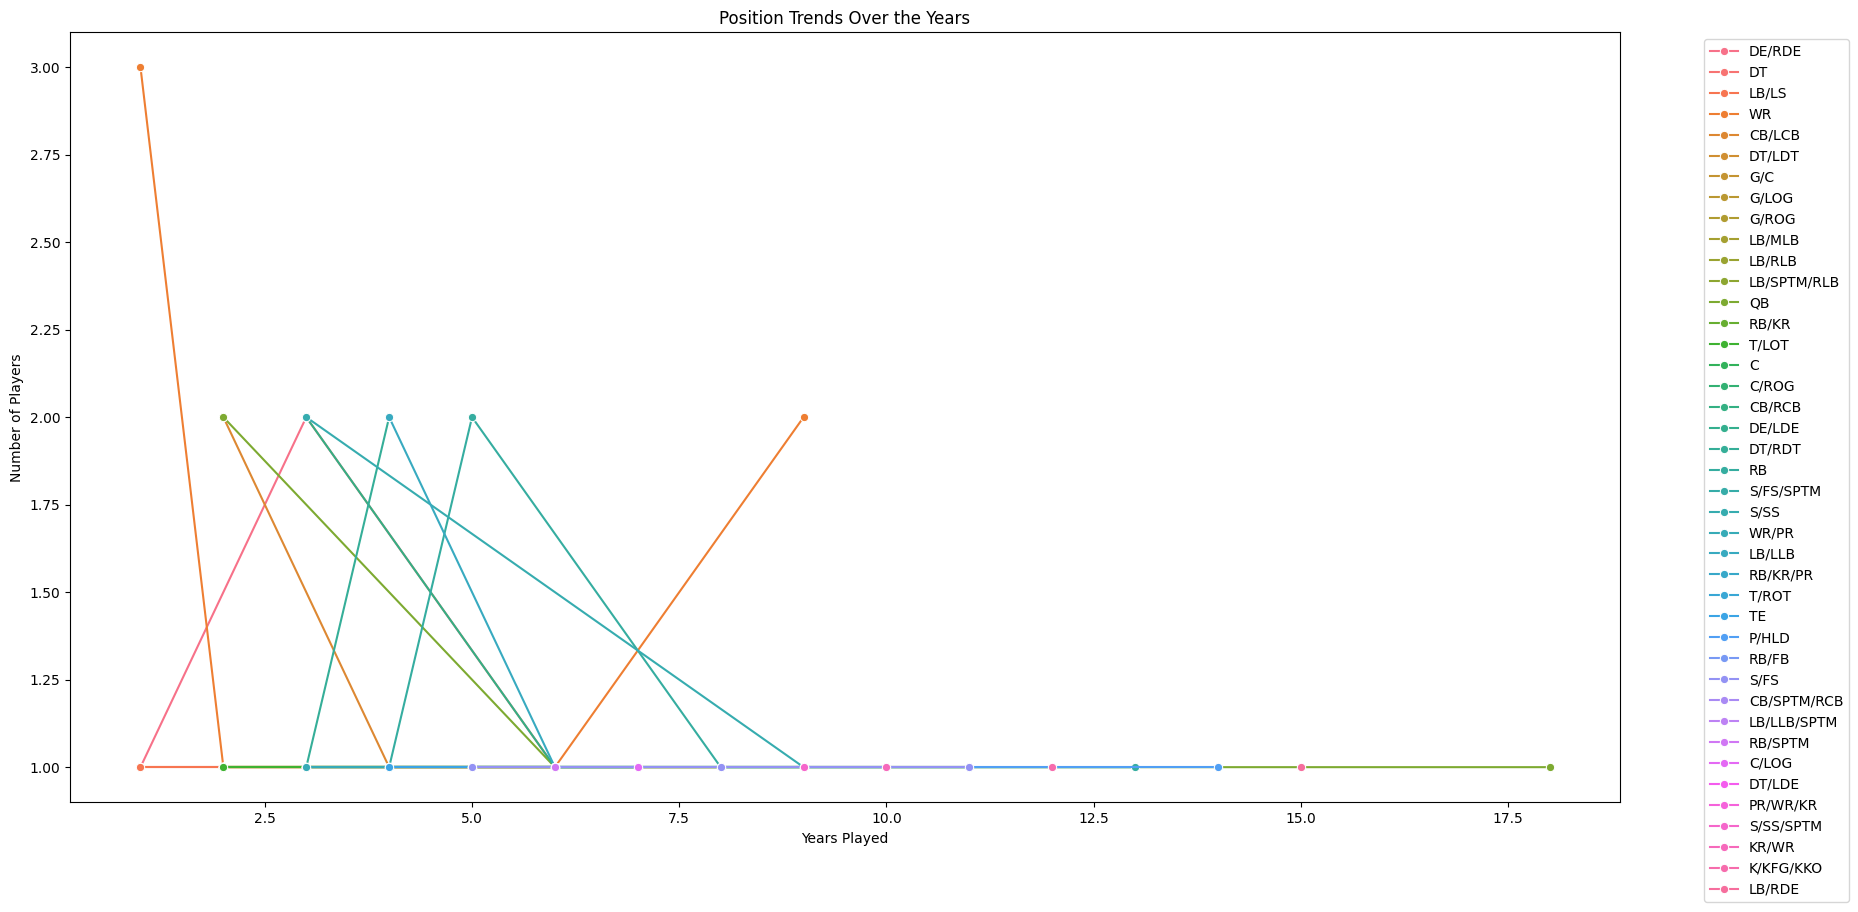 Position Trends Over the Years
3.00
2.75
2.50
2.25
2.00
1.75
1.50
1.25
1.00
Number of Players
2.5
5.0
7.5
10.0
12.5
15.0
17.5
Years Played
DE/RDE
DT
LB/LS
WR
CB/LCB
DT/LDT
G/C
G/LOG
G/ROG
LB/MLB
LB/RLB
LB/SPTM/RLB
QB
RB/KR
T/LOT
C
C/ROG
CB/RCB
DE/LDE
DT/RDT
RB
S/FS/SPTM
S/SS
WR/PR
LB/LLB
RB/KR/PR
T/ROT
TE
P/HLD
RB/FB
S/FS
CB/SPTM/RCB
LB/LLB/SPTM
RB/SPTM
C/LOG
DT/LDE
PR/WR/KR
S/SS/SPTM
KR/WR
K/KFG/KKO
LB/RDE